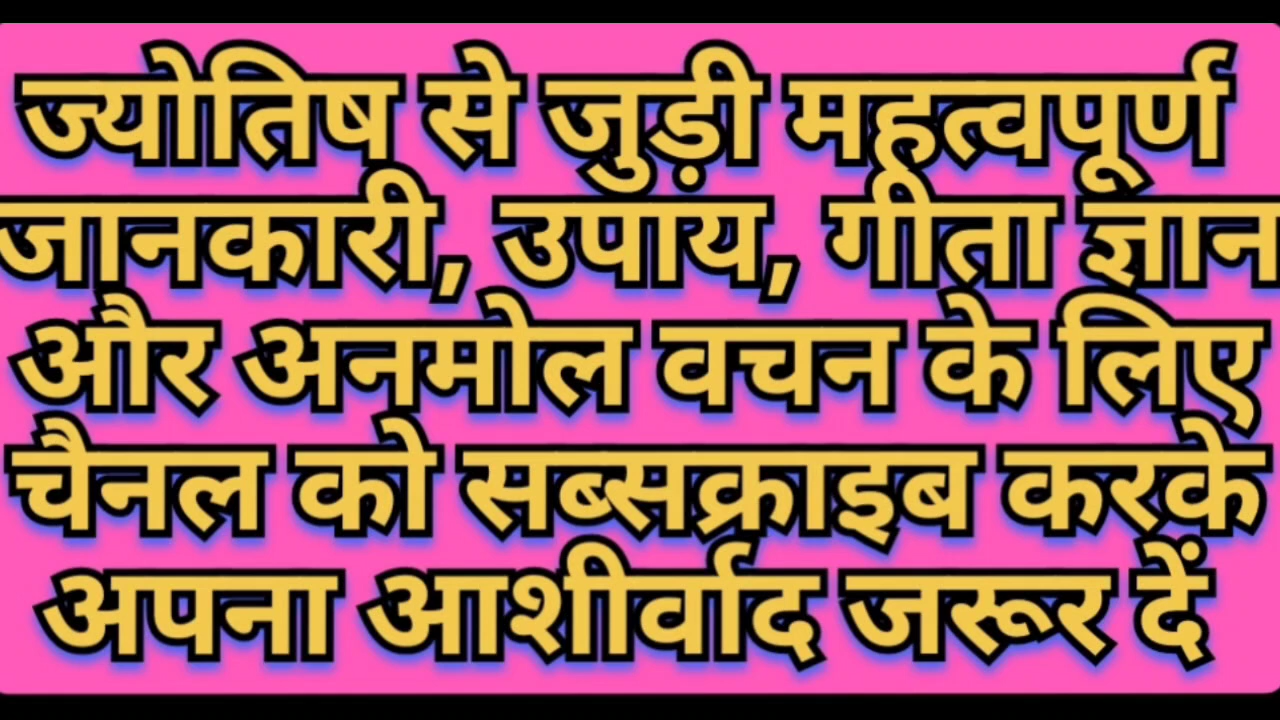 ज्योतिष से जुड़ी महत्वपूर्ण
जानकारी, उपाय, गीता ज्ञान
और अनमोल वचन के लिए
चैनल को सब्सक्राइब करके
अपना आशीर्वाद जरूर दें